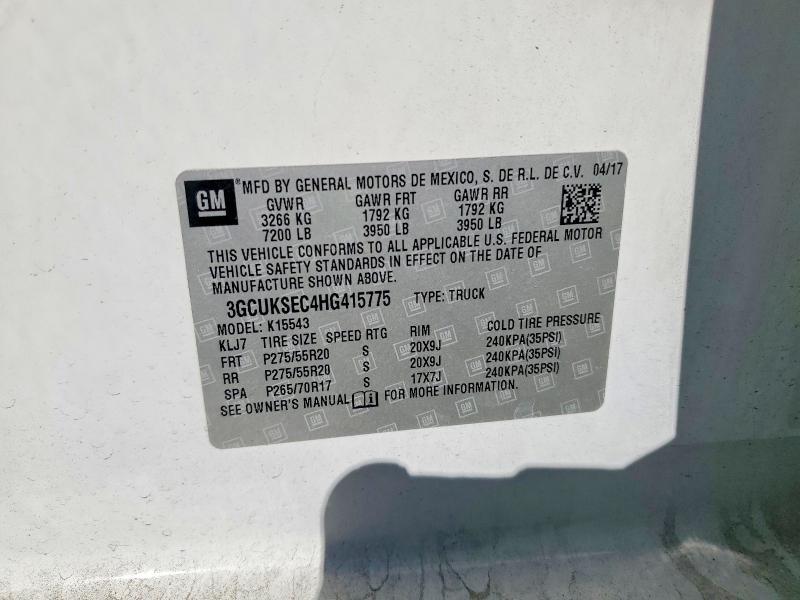 GM ® MFD BY GENERAL MOTORS DE MEXICO, S. DE R.L. DE C.V. 04/17
GVWR GAWR FRT GAWR RR
3266 KG 1792 KG 1792 KG
7200 LB 3950 LB 3950 LB
THIS VEHICLE CONFORMS TO ALL APPLICABLE U.S. FEDERAL MOTOR
VEHICLE SAFETY STANDARDS IN EFFECT ON THE DATE OF
MANUFACTURE SHOWN ABOVE.
3GCUKSEC4HG415775 TYPE: TRUCK
MODEL: K15543
KLJ7 TIRE SIZE SPEED RTG RIM COLD TIRE PRESSURE
FRT P275/55R20 S 20X9J 240KPA(35PSI)
RR P275/55R20 S 20X9J 240KPA(35PSI)
SPA P265/70R17 S 17X7J 240KPA(35PSI)
SEE OWNER'S MANUAL FOR MORE INFORMATION.